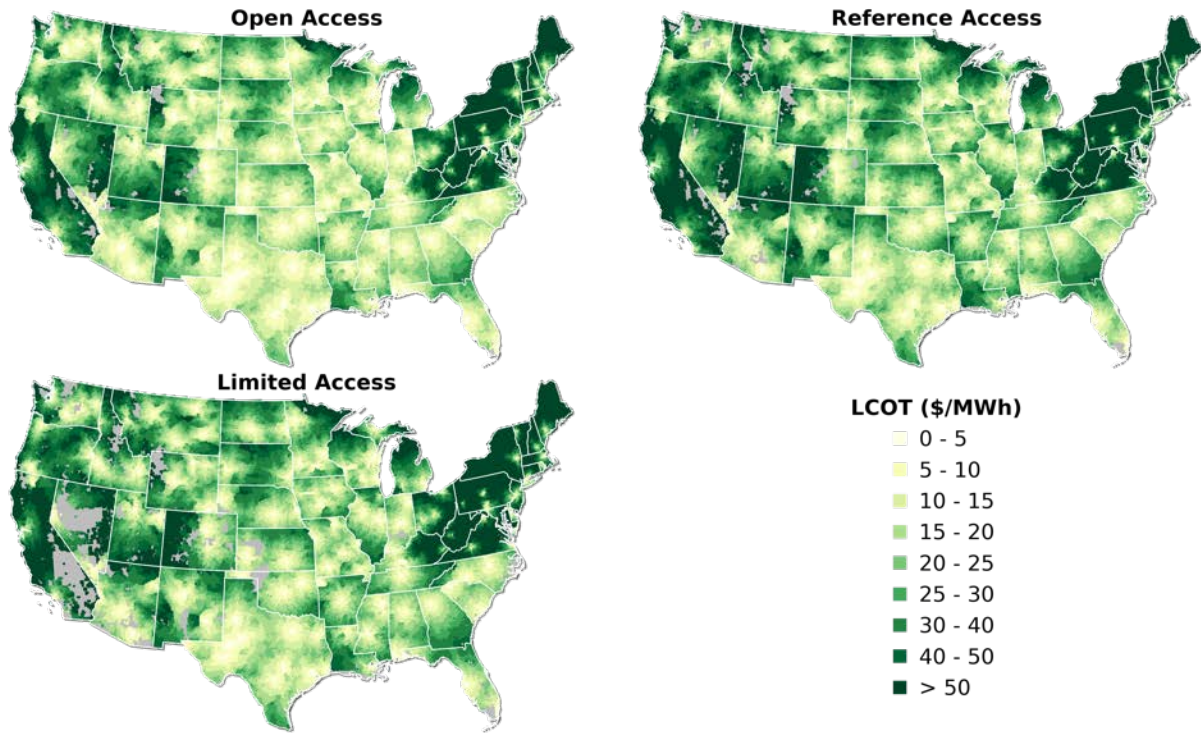 Open Access
Reference Access
Limited Access
LCOT ($/MWh)
0 - 5
5 - 10
10 - 15
15 - 20
20 - 25
25 - 30
30 - 40
40 - 50
> 50